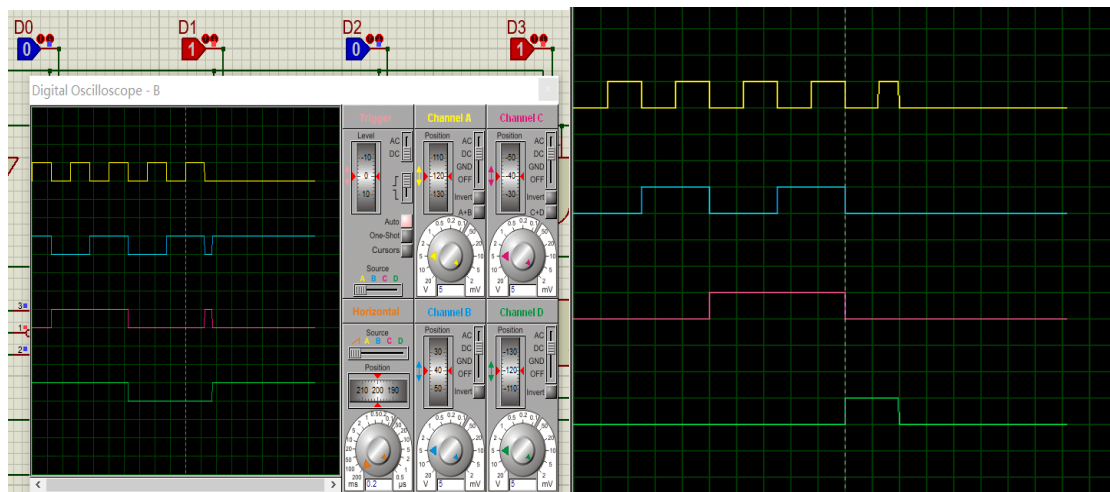 D0 D1 D2 D3
0 1 0 1
Digital Oscilloscope - B
Trigger Channel A Channel C
Level Position Position
AC
DC
-10
0
10
110
-120
130
AC
DC
GND
OFF
Invert
A+B
-50
-40
-30
AC
DC
GND
OFF
Invert
C+D
Auto
One-Shot
Cursors
Source
A B C D
V 5 mV
V 5 mV
Horizontal Channel B Channel D
Source
A B C D
Position
210 200 190
ms 0.2 µs
Position
30
40
50
AC
DC
GND
OFF
Invert
V 5 mV
Position
-130
-120
-110
AC
DC
GND
OFF
Invert
V 5 mV
3
1
2